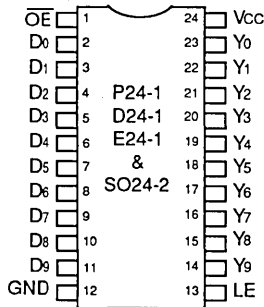 OE 1 24 Vcc
D0 2 23 Y0
D1 3 22 Y1
D2 4 P24-1 21 Y2
D3 5 D24-1 20 Y3
D4 6 E24-1 19 Y4
D5 7 & 18 Y5
D6 8 SO24-2 17 Y6
D7 9 16 Y7
D8 10 15 Y8
D9 11 14 Y9
GND 12 13 LE